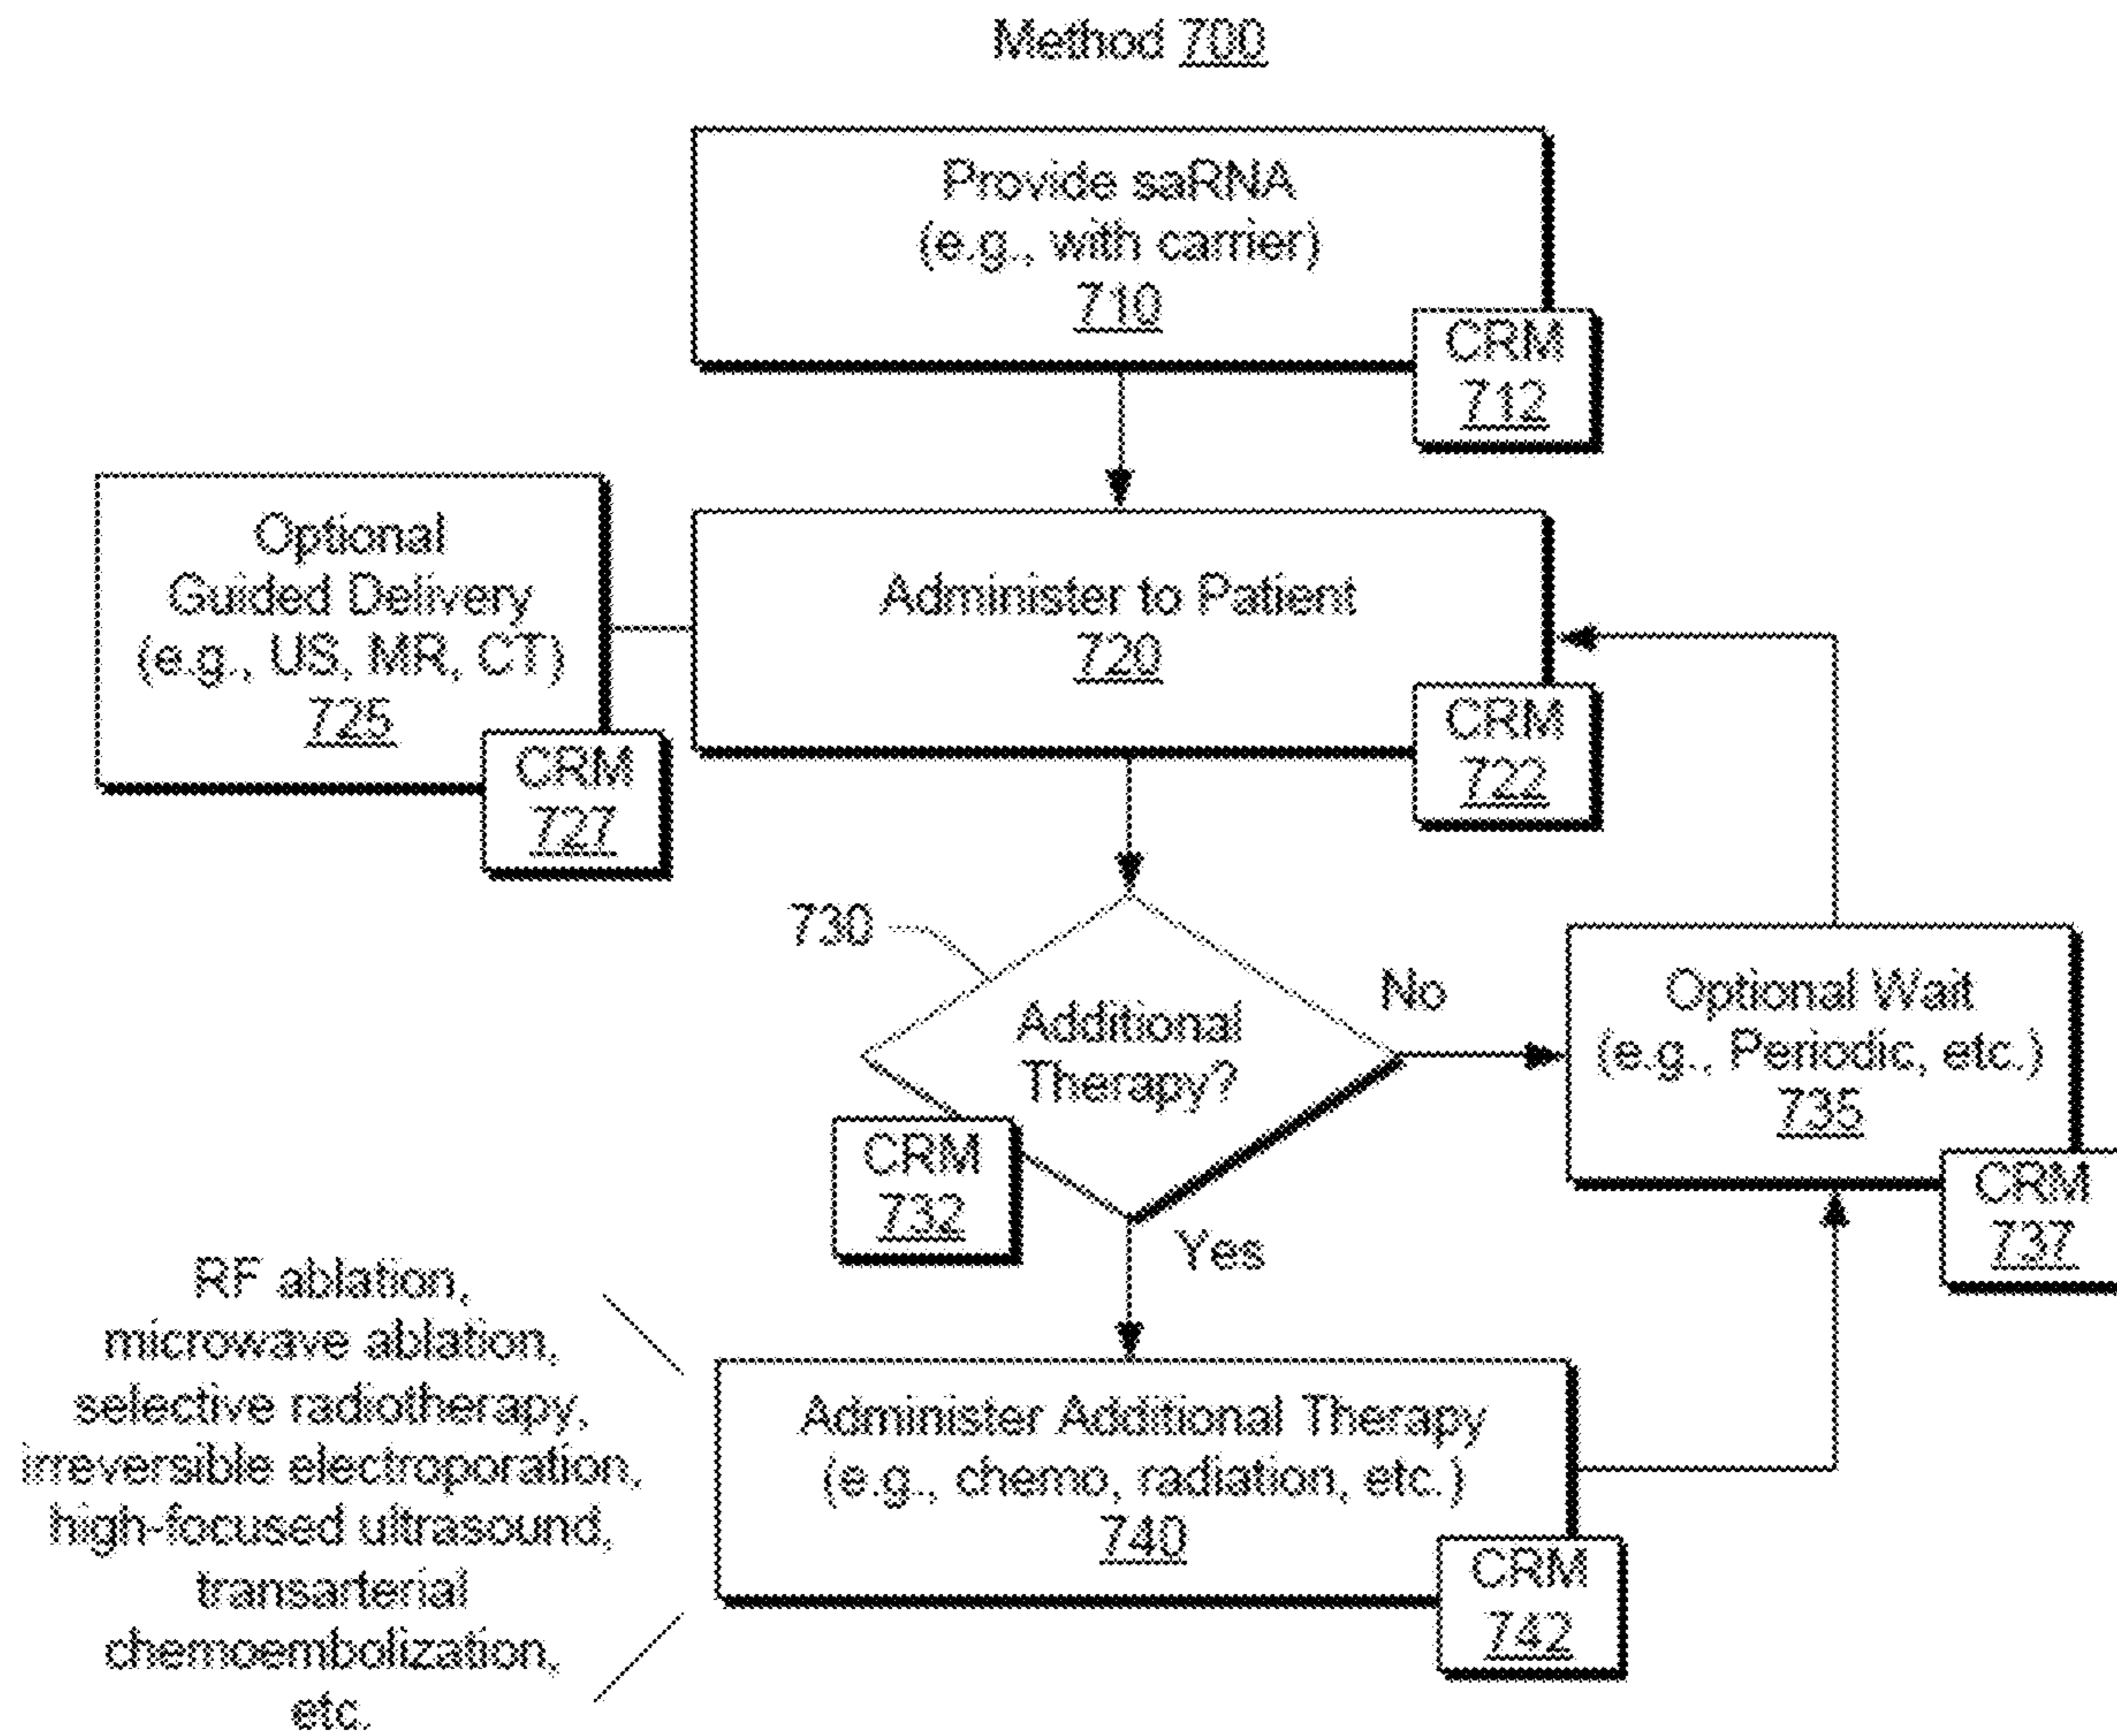 Method 700
Provide saRNA
(e.g., with carrier)
710
CRM
712
Optional
Guided Delivery
(e.g., US, MR, CT)
725
CRM
727
Administer to Patient
720
CRM
722
730
Additional
Therapy?
CRM
732
No
Yes
Optional Wait
(e.g., Periodic, etc.)
735
CRM
737
RF ablation,
microwave ablation,
selective radiotherapy,
irreversible electroporation,
high-focused ultrasound,
transarterial
chemoembolization,
etc.
Administer Additional Therapy
(e.g., chemo, radiation, etc.)
740
CRM
742